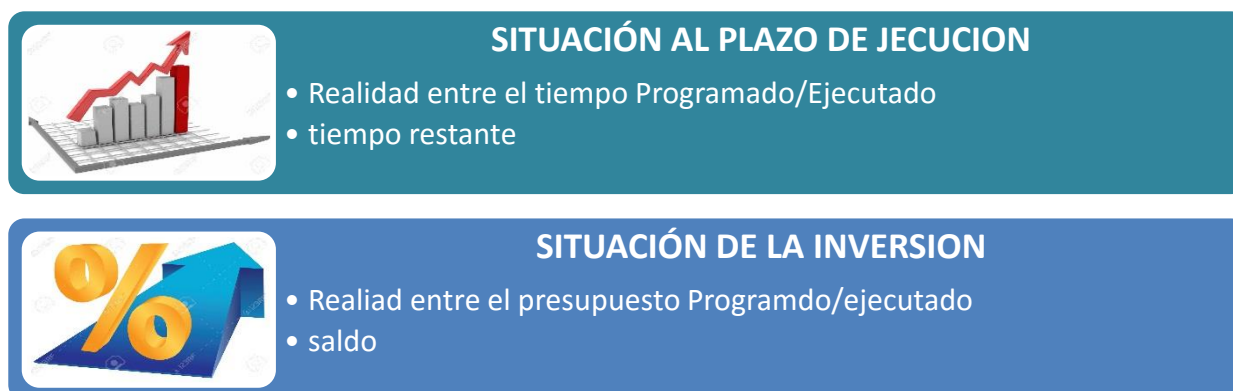 SITUACIÓN AL PLAZO DE JECUCION
• Realidad entre el tiempo Programado/Ejecutado
• tiempo restante
SITUACIÓN DE LA INVERSION
• Realiad entre el presupuesto Programdo/ejecutado
• saldo